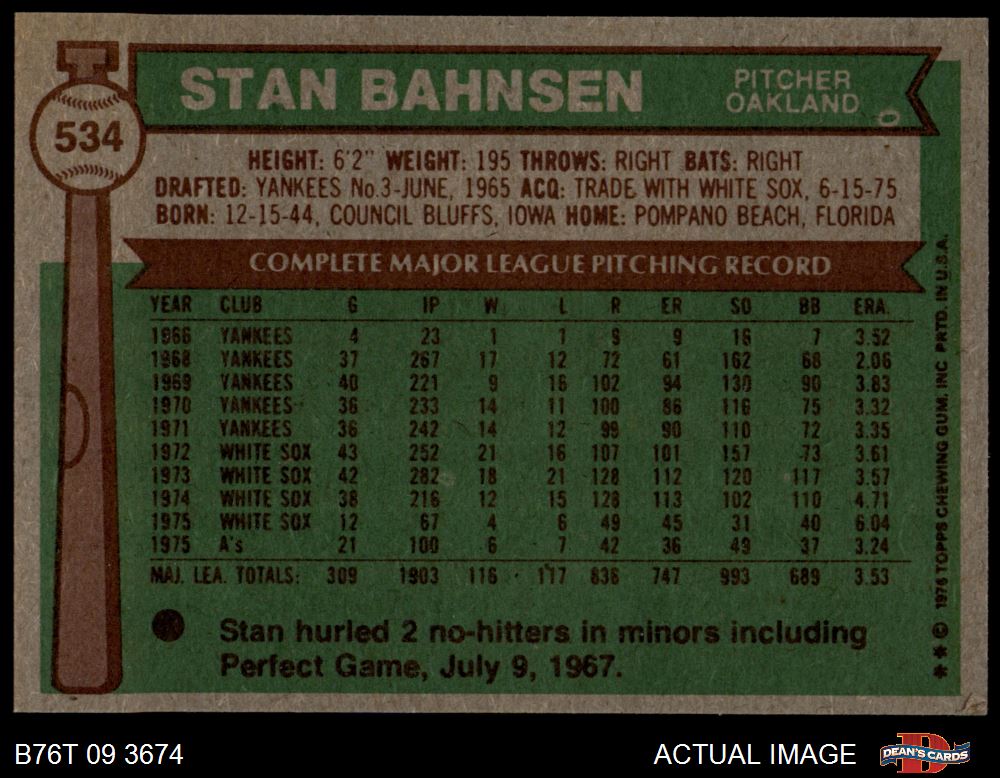 STAN BAHNSEN
PITCHER
OAKLAND
534
HEIGHT: 6'2" WEIGHT: 195 THROWS: RIGHT BATS: RIGHT
DRAFTED: YANKEES No.3-JUNE, 1965 ACQ: TRADE WITH WHITE SOX, 6-15-75
BORN: 12-15-44, COUNCIL BLUFFS, IOWA HOME: POMPANO BEACH, FLORIDA
COMPLETE MAJOR LEAGUE PITCHING RECORD
YEAR CLUB G IP W L R ER SO BB ERA.
1966 YANKEES 4 23 1 1 9 9 16 7 3.52
1968 YANKEES 37 267 17 12 72 61 162 68 2.06
1969 YANKEES 40 221 9 16 102 94 130 90 3.83
1970 YANKEES 36 233 14 11 100 86 116 75 3.32
1971 YANKEES 36 242 14 12 99 90 110 72 3.35
1972 WHITE SOX 43 252 21 16 107 101 157 73 3.61
1973 WHITE SOX 42 282 18 21 128 112 120 117 3.57
1974 WHITE SOX 38 216 12 15 128 113 102 110 4.71
1975 WHITE SOX 12 67 4 6 49 45 31 40 6.04
1975 A's 21 100 6 7 42 36 49 37 3.24
MAJ. LEA. TOTALS: 309 1903 116 117 836 747 993 689 3.53
Stan hurled 2 no-hitters in minors including
Perfect Game, July 9, 1967.
*** © 1976 TOPPS CHEWING GUM, INC PRTD. IN U.S.A.
B76T 09 3674
ACTUAL IMAGE
DEAN'S CARDS